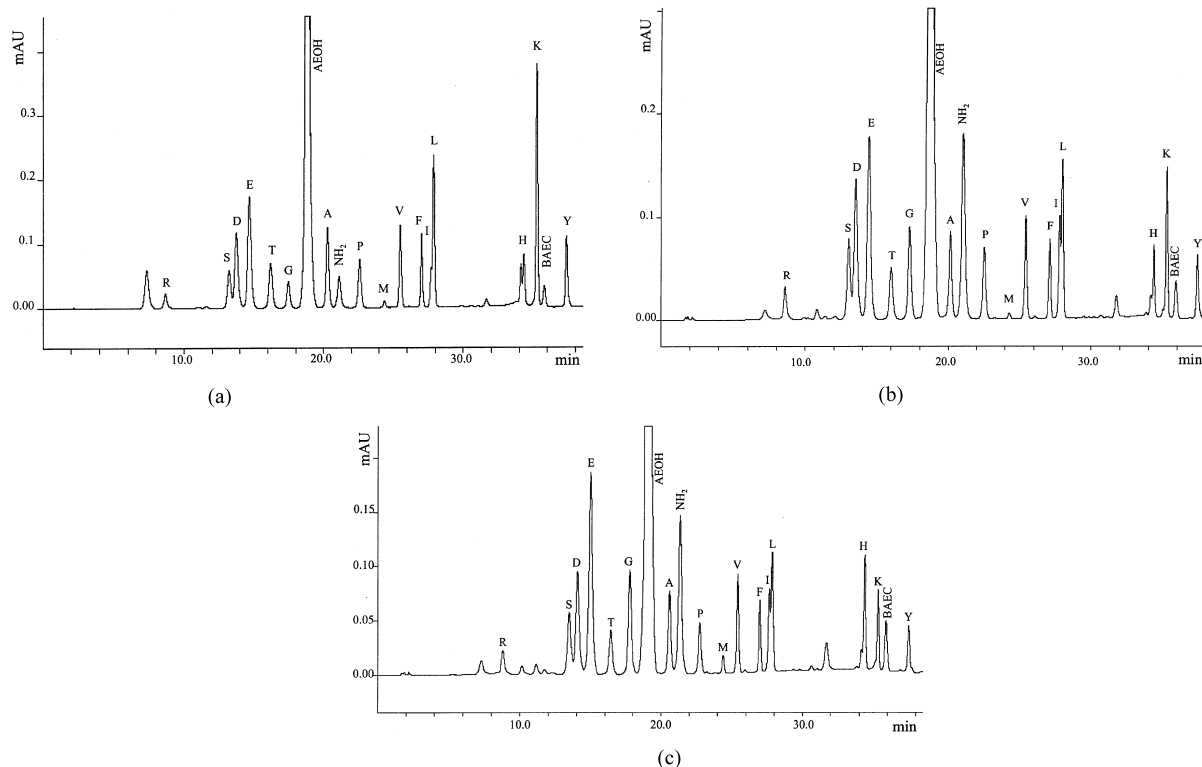 mAU
0.3
0.2
0.1
0.00
R
S
D
E
T
G
AEOH
A
NH2
P
M
V
F
I
L
H
K
BAEC
Y
10.0 20.0 30.0 min
(a)
mAU
0.2
0.1
0.00
R
S
D
E
T
G
AEOH
A
NH2
P
M
V
F
I
L
H
K
BAEC
Y
10.0 20.0 30.0 min
(b)
mAU
0.15
0.10
0.05
0.00
R
S
D
E
T
G
AEOH
A
NH2
P
M
V
F
I
L
H
K
BAEC
Y
10.0 20.0 30.0 min
(c)